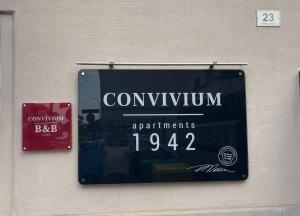 23
CONVIVIUM
B&B
CONVIVIUM
apartments
1942